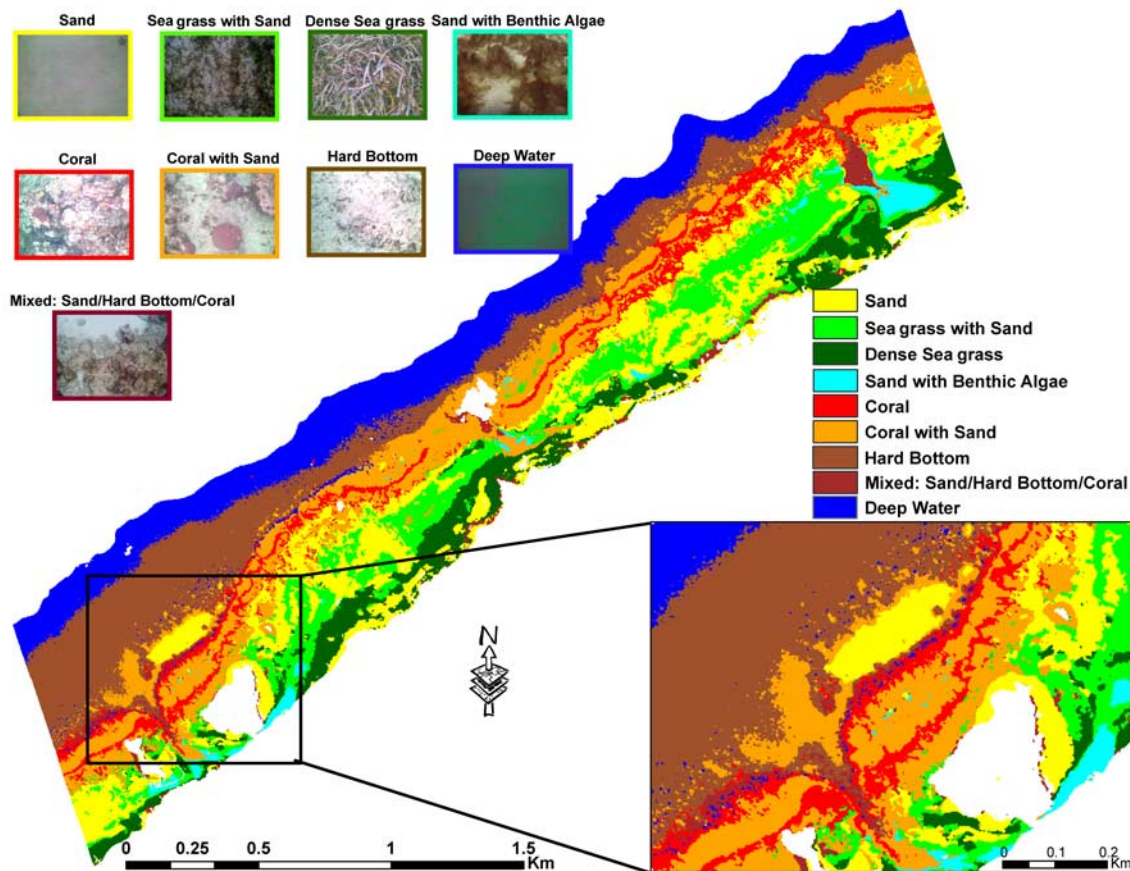 Sand
Sea grass with Sand
Dense Sea grass
Sand with Benthic Algae
Coral
Coral with Sand
Hard Bottom
Deep Water
Mixed: Sand/Hard Bottom/Coral
Sand
Sea grass with Sand
Dense Sea grass
Sand with Benthic Algae
Coral
Coral with Sand
Hard Bottom
Mixed: Sand/Hard Bottom/Coral
Deep Water
N
0 0.25 0.5 1 1.5
Km
0 0.1 0.2
Km